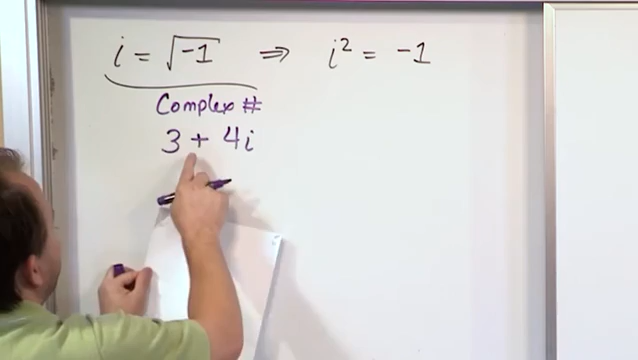 i = √-1 ⇒ i² = -1
Complex #
3 + 4i